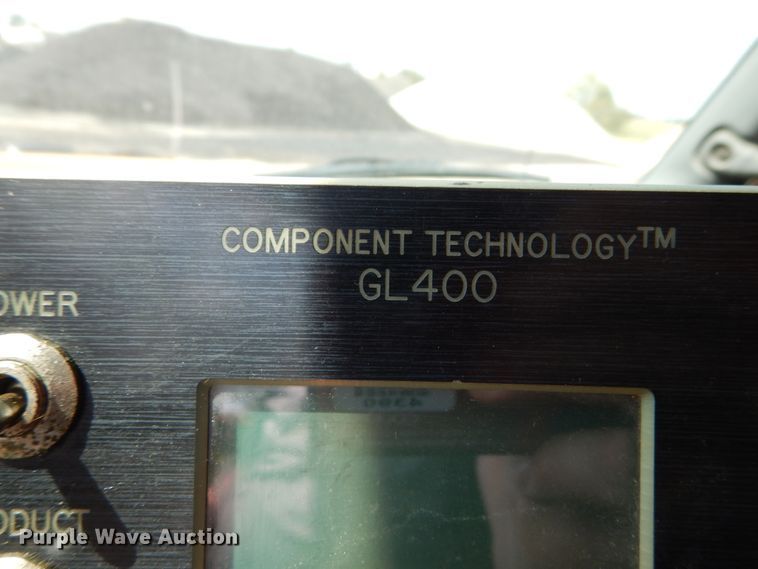 COMPONENT TECHNOLOGY™
GL400
OWER
ODUCT
Purple Wave Auction